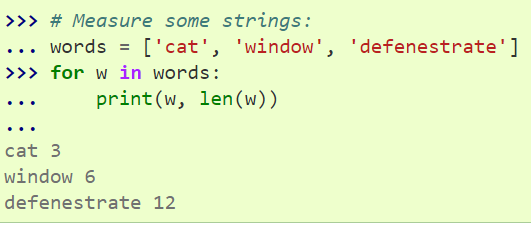 >>> # Measure some strings:
... words = ['cat', 'window', 'defenestrate']
>>> for w in words:
...     print(w, len(w))
...
cat 3
window 6
defenestrate 12